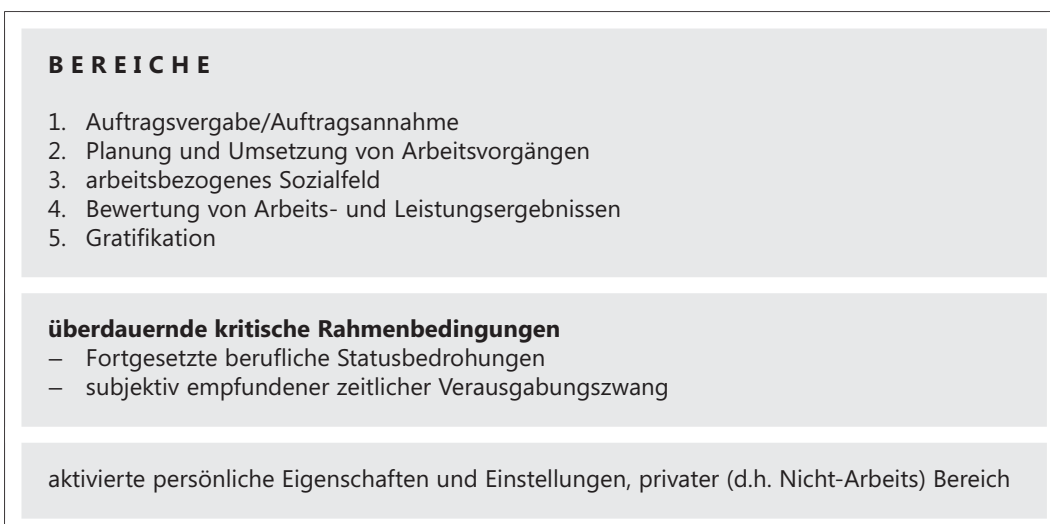 BEREICHE
1. Auftragsvergabe/Auftragsannahme
2. Planung und Umsetzung von Arbeitsvorgängen
3. arbeitsbezogenes Sozialfeld
4. Bewertung von Arbeits- und Leistungsergebnissen
5. Gratifikation
überdauernde kritische Rahmenbedingungen
– Fortgesetzte berufliche Statusbedrohungen
– subjektiv empfundener zeitlicher Verausgabungszwang
aktivierte persönliche Eigenschaften und Einstellungen, privater (d.h. Nicht-Arbeits) Bereich